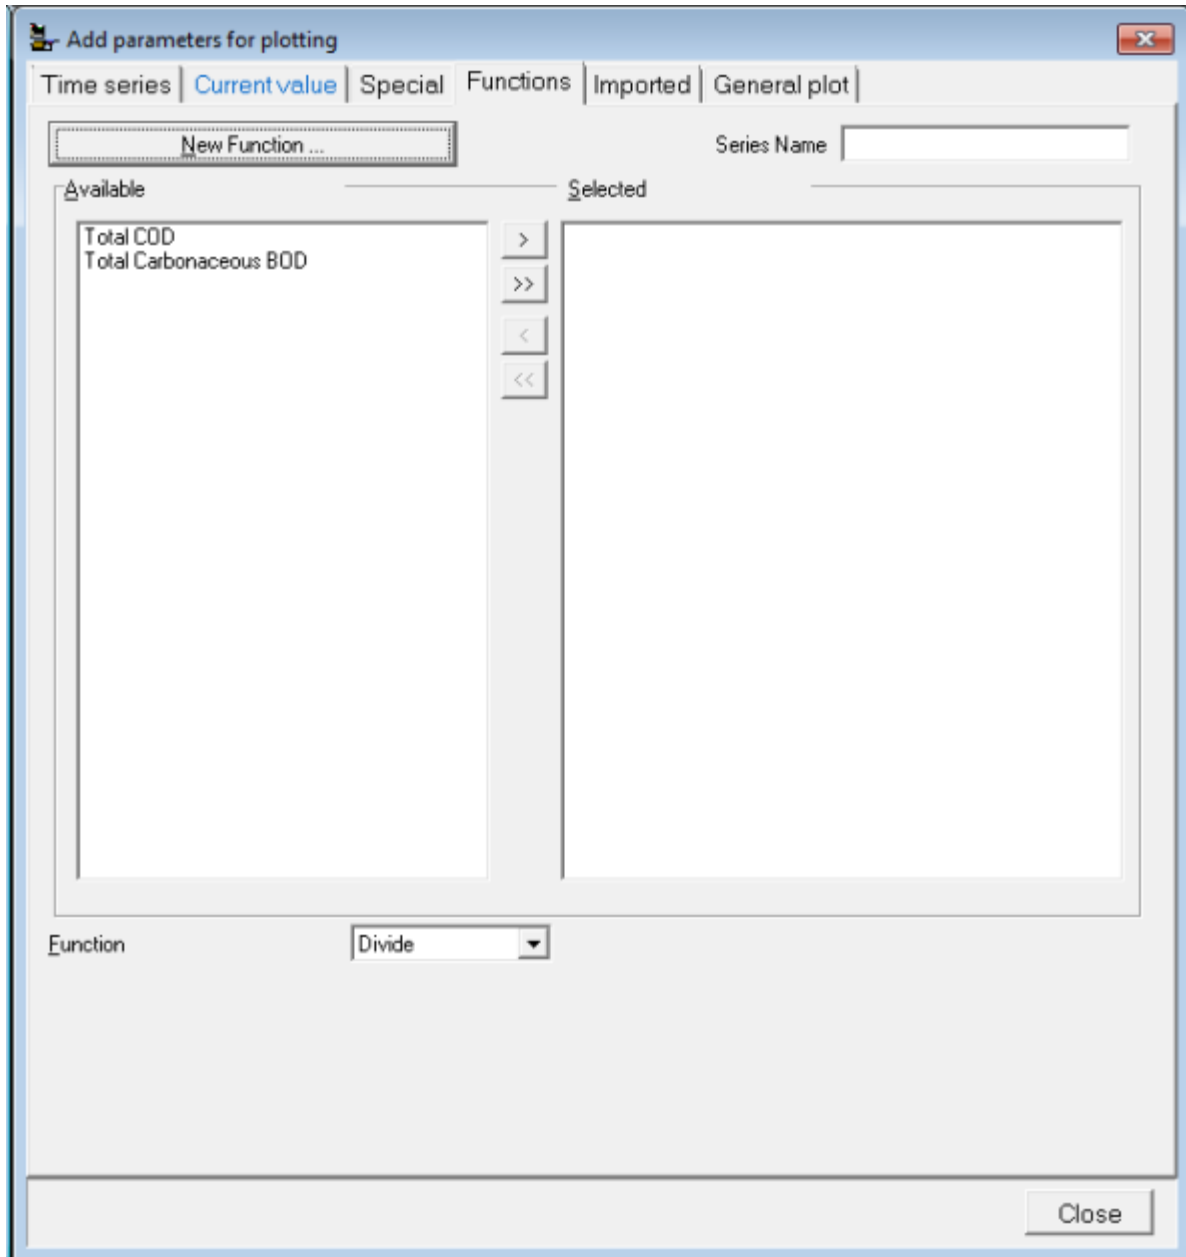 Add parameters for plotting
Time series Current value Special Functions Imported General plot
New Function ... Series Name
Available Selected
Total COD
Total Carbonaceous BOD
>
>>
<
<<
Function Divide
Close